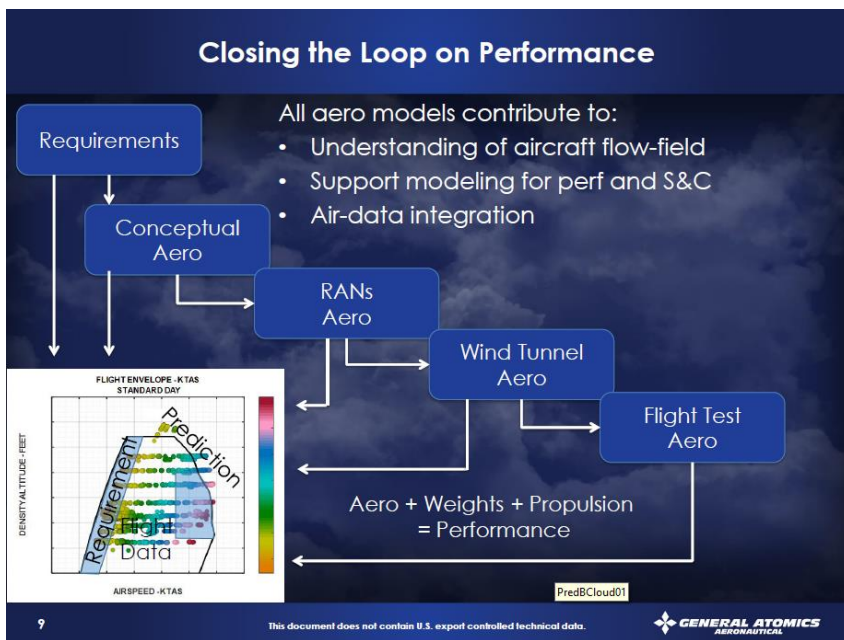 Closing the Loop on Performance
Requirements
All aero models contribute to:
• Understanding of aircraft flow-field
• Support modeling for perf and S&C
• Air-data integration
Conceptual
Aero
RANs
Aero
Wind Tunnel
Aero
Flight Test
Aero
FLIGHT ENVELOPE - KTAS
STANDARD DAY
DENSITY ALTITUDE - FEET
Requirement
Prediction
Flight
Data
AIRSPEED - KTAS
Aero + Weights + Propulsion
= Performance
PredBCloud01
9
This document does not contain U.S. export controlled technical data.
GENERAL ATOMICS
AERONAUTICAL